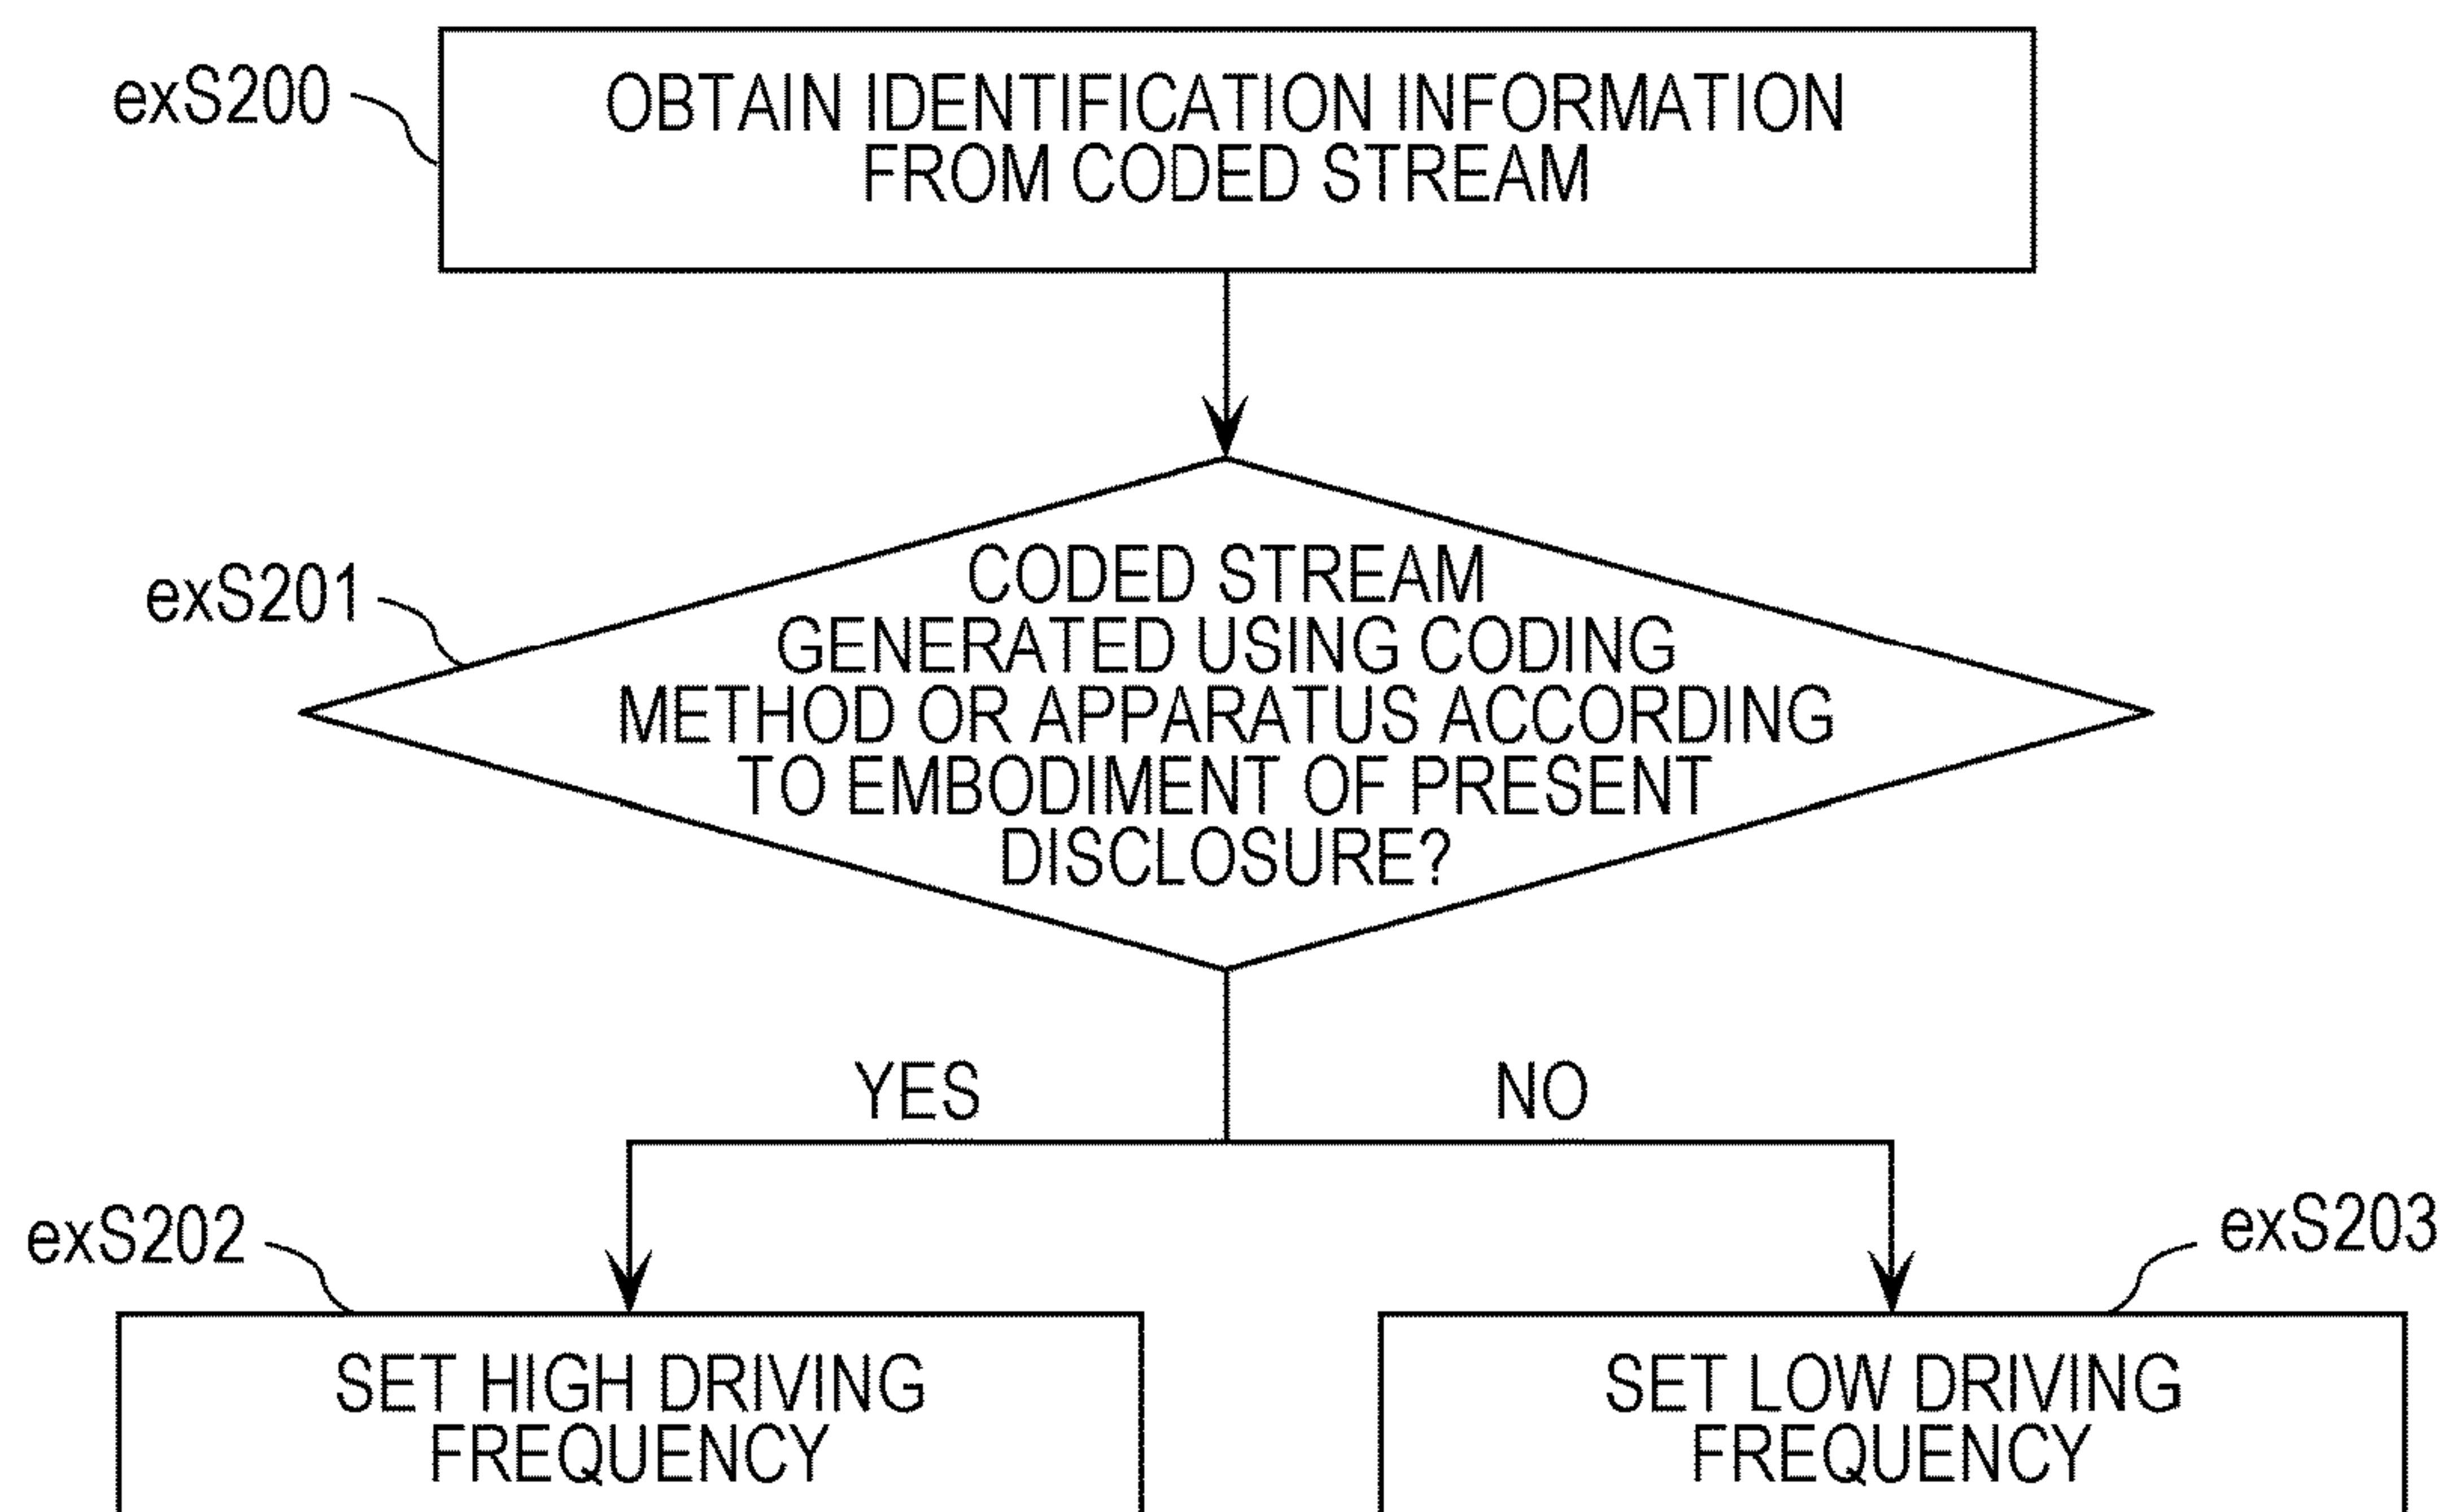 exS200
OBTAIN IDENTIFICATION INFORMATION
FROM CODED STREAM
exS201
CODED STREAM
GENERATED USING CODING
METHOD OR APPARATUS ACCORDING
TO EMBODIMENT OF PRESENT
DISCLOSURE?
YES
NO
exS202
SET HIGH DRIVING
FREQUENCY
exS203
SET LOW DRIVING
FREQUENCY